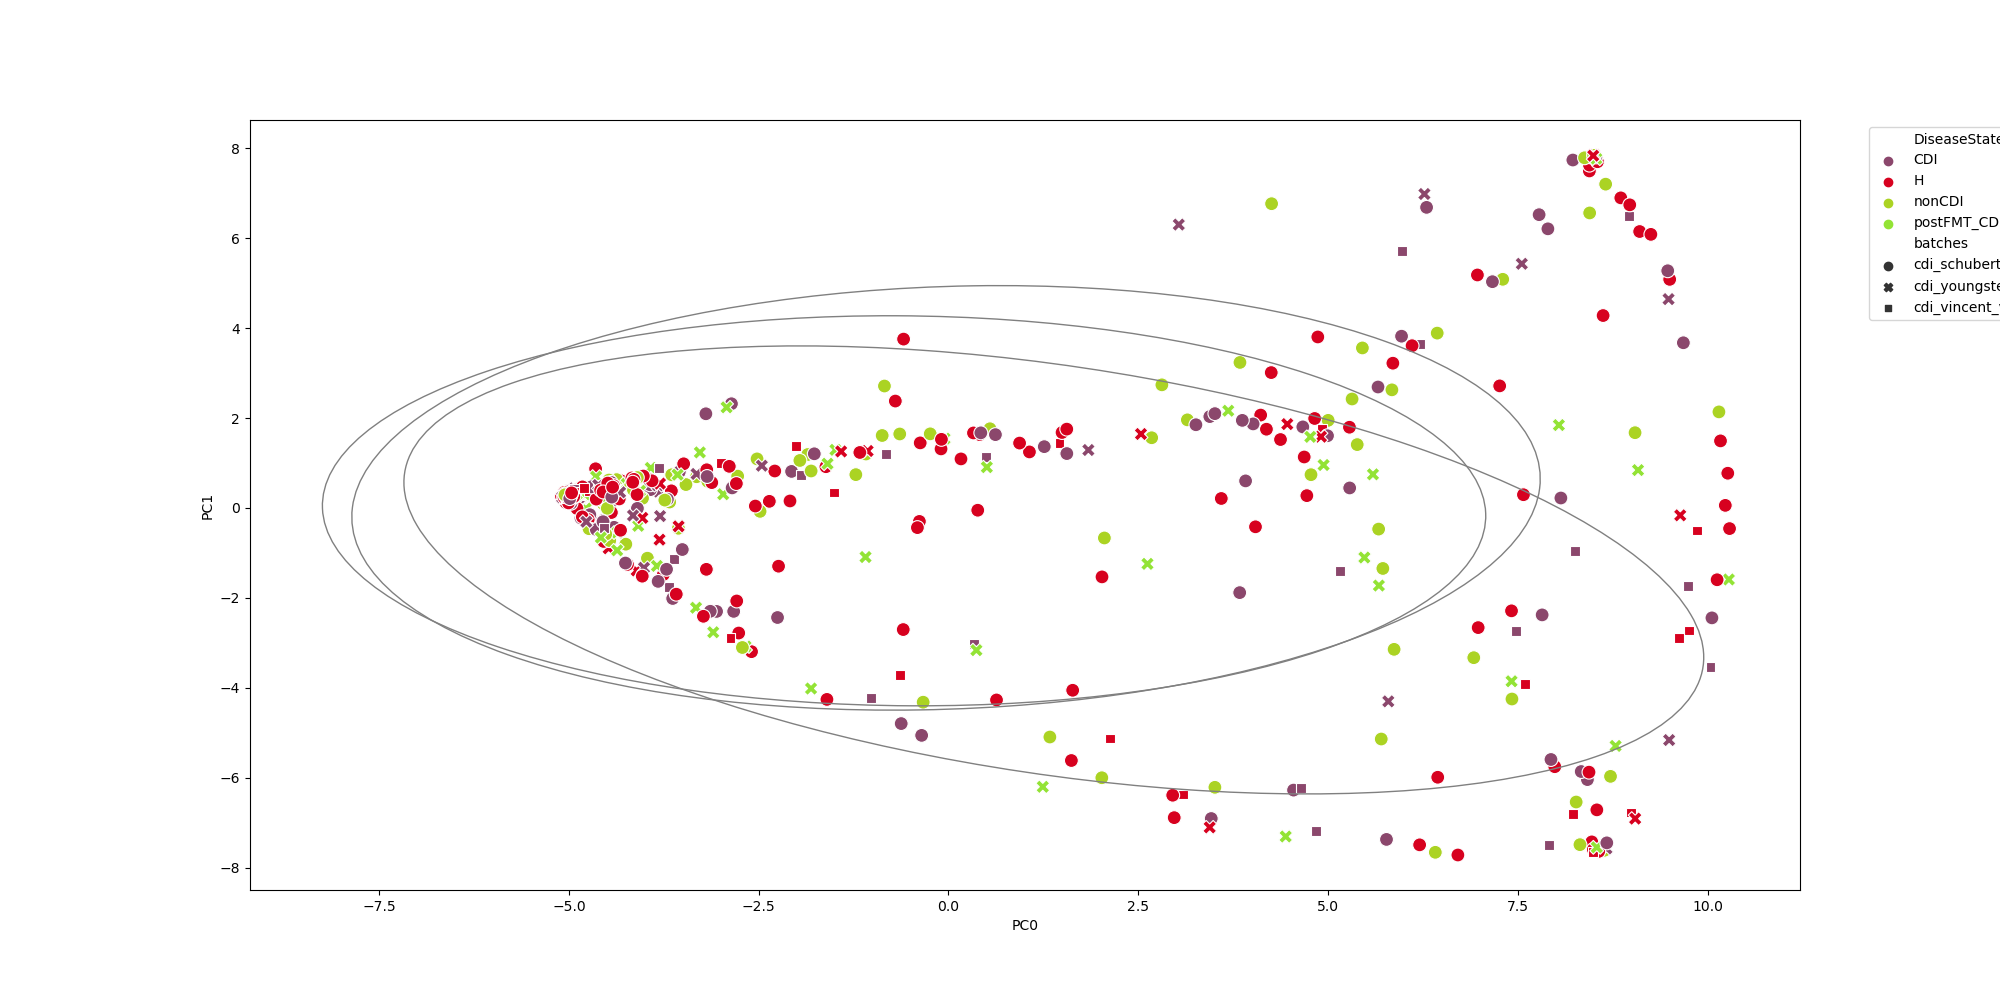 DiseaseState
CDI
H
nonCDI
postFMT_CD
batches
cdi_schubert
cdi_youngste
cdi_vincent_
8
6
4
2
0
−2
−4
−6
−8
PC1
−7.5 −5.0 −2.5 0.0 2.5 5.0 7.5 10.0
PC0